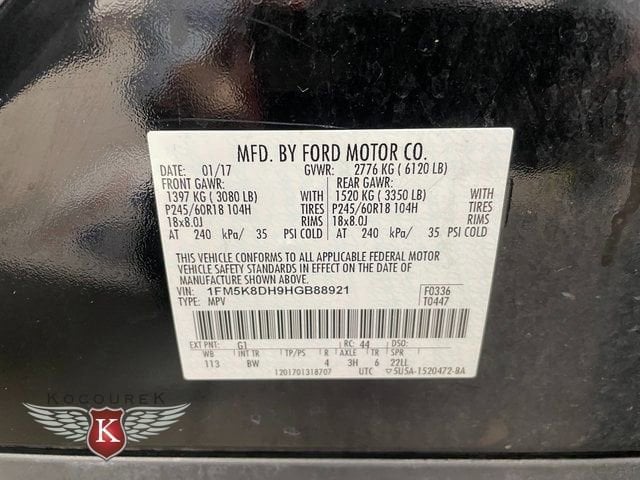 MFD. BY FORD MOTOR CO.
DATE: 01/17 GVWR: 2776 KG ( 6120 LB)
FRONT GAWR: REAR GAWR:
1397 KG ( 3080 LB) WITH 1520 KG ( 3350 LB) WITH
P245/60R18 104H TIRES P245/60R18 104H TIRES
18x8.0J RIMS 18x8.0J RIMS
AT 240 kPa/ 35 PSI COLD AT 240 kPa/ 35 PSI COLD
THIS VEHICLE CONFORMS TO ALL APPLICABLE FEDERAL MOTOR
VEHICLE SAFETY STANDARDS IN EFFECT ON THE DATE OF
MANUFACTURE SHOWN ABOVE.
VIN: 1FM5K8DH9HGB88921 F0336
TYPE: MPV T0447
EXT PNT: G1 RC: 44 DSO:
WB INT TR TP/PS R AXLE TR SPR
113 BW 4 3H 6 22LL
1201701318707 UTC 5U5A-1520472-BA
KOCOUREK
K